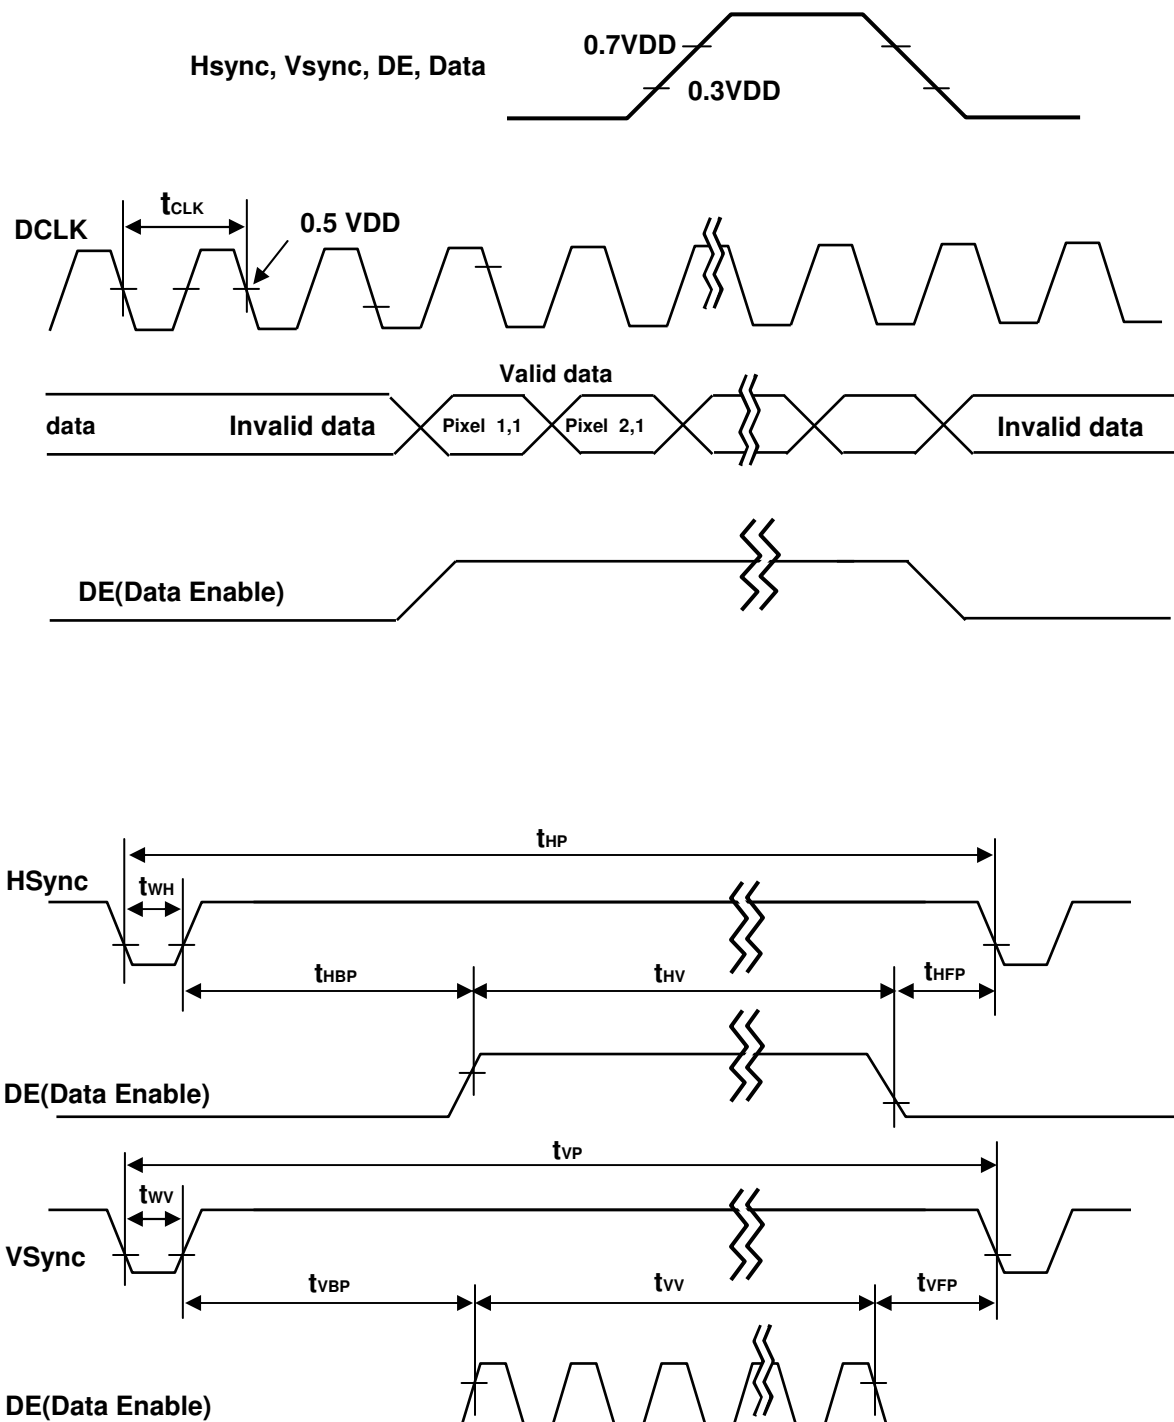 0.7VDD
Hsync, Vsync, DE, Data
0.3VDD
tCLK
DCLK
0.5 VDD
Valid data
data Invalid data Pixel 1,1 Pixel 2,1 Invalid data
DE(Data Enable)
tHP
HSync
tWH
tHBP tHV tHFP
DE(Data Enable)
tVP
tWV
VSync
tVBP tVV tVFP
DE(Data Enable)